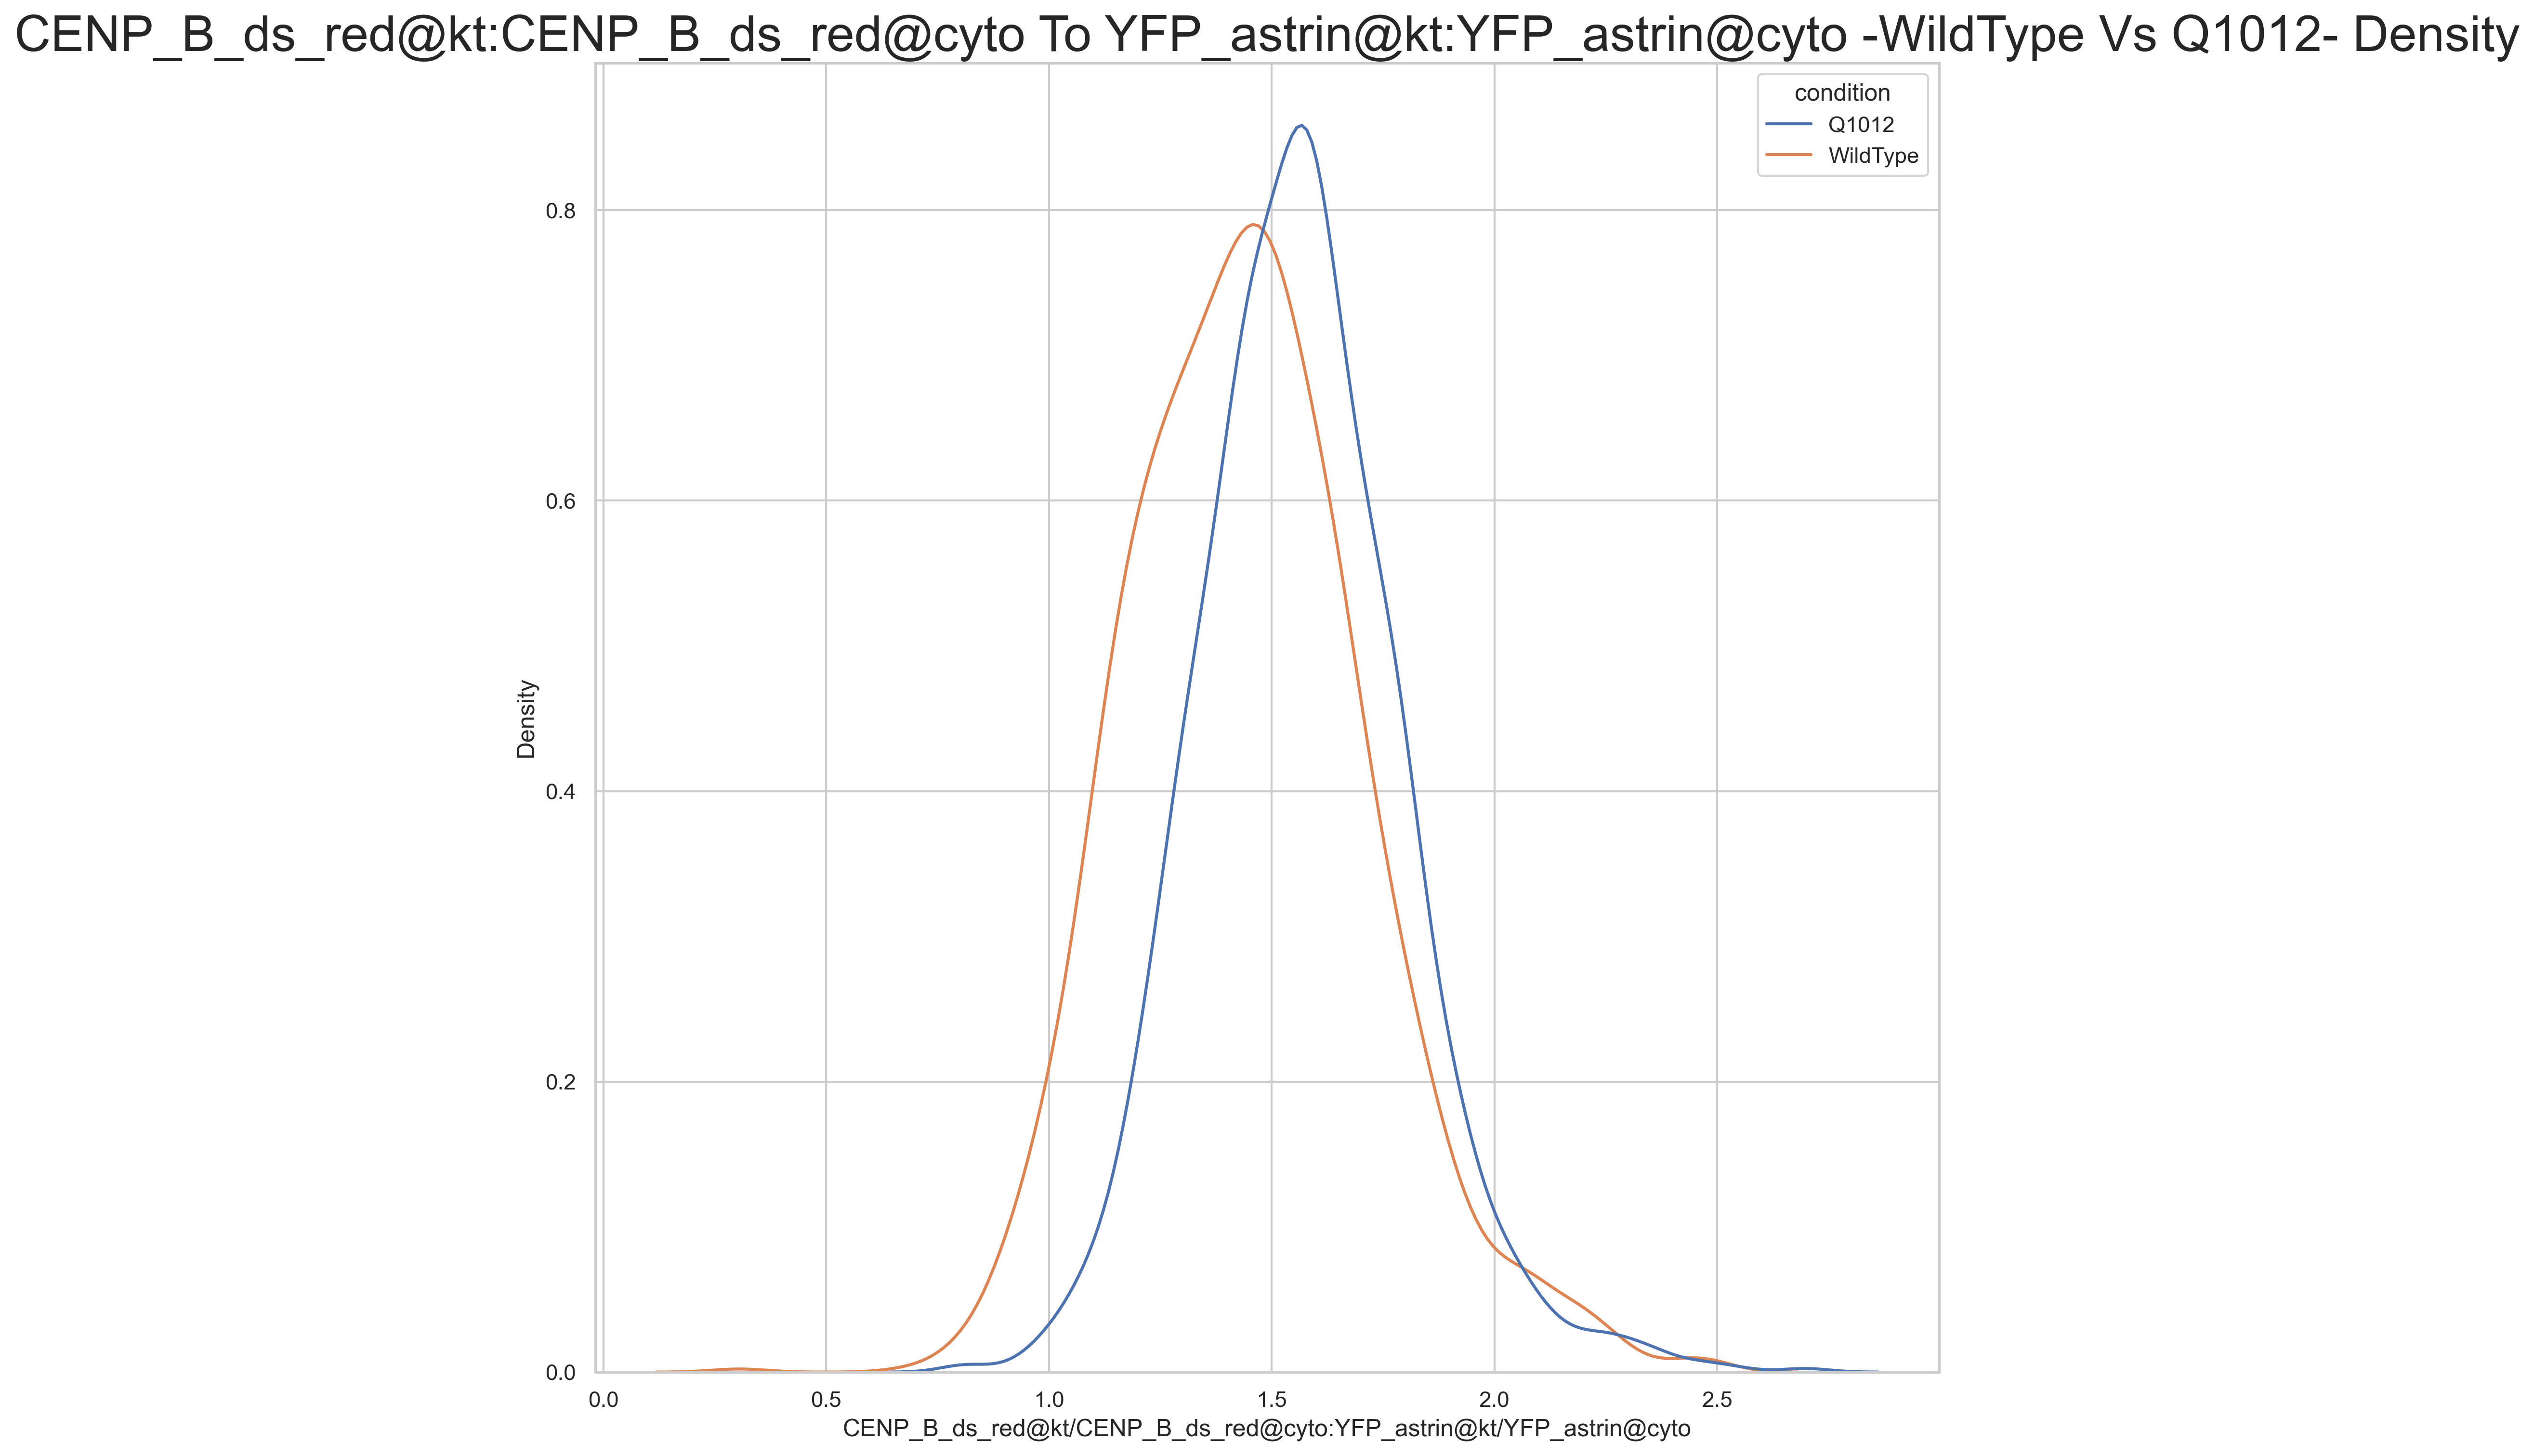 CENP_B_ds_red@kt:CENP_B_ds_red@cyto To YFP_astrin@kt:YFP_astrin@cyto -WildType Vs Q1012- Density
condition
Q1012
WildType
0.8
0.6
0.4
0.2
0.0
Density
0.0 0.5 1.0 1.5 2.0 2.5
CENP_B_ds_red@kt/CENP_B_ds_red@cyto:YFP_astrin@kt/YFP_astrin@cyto